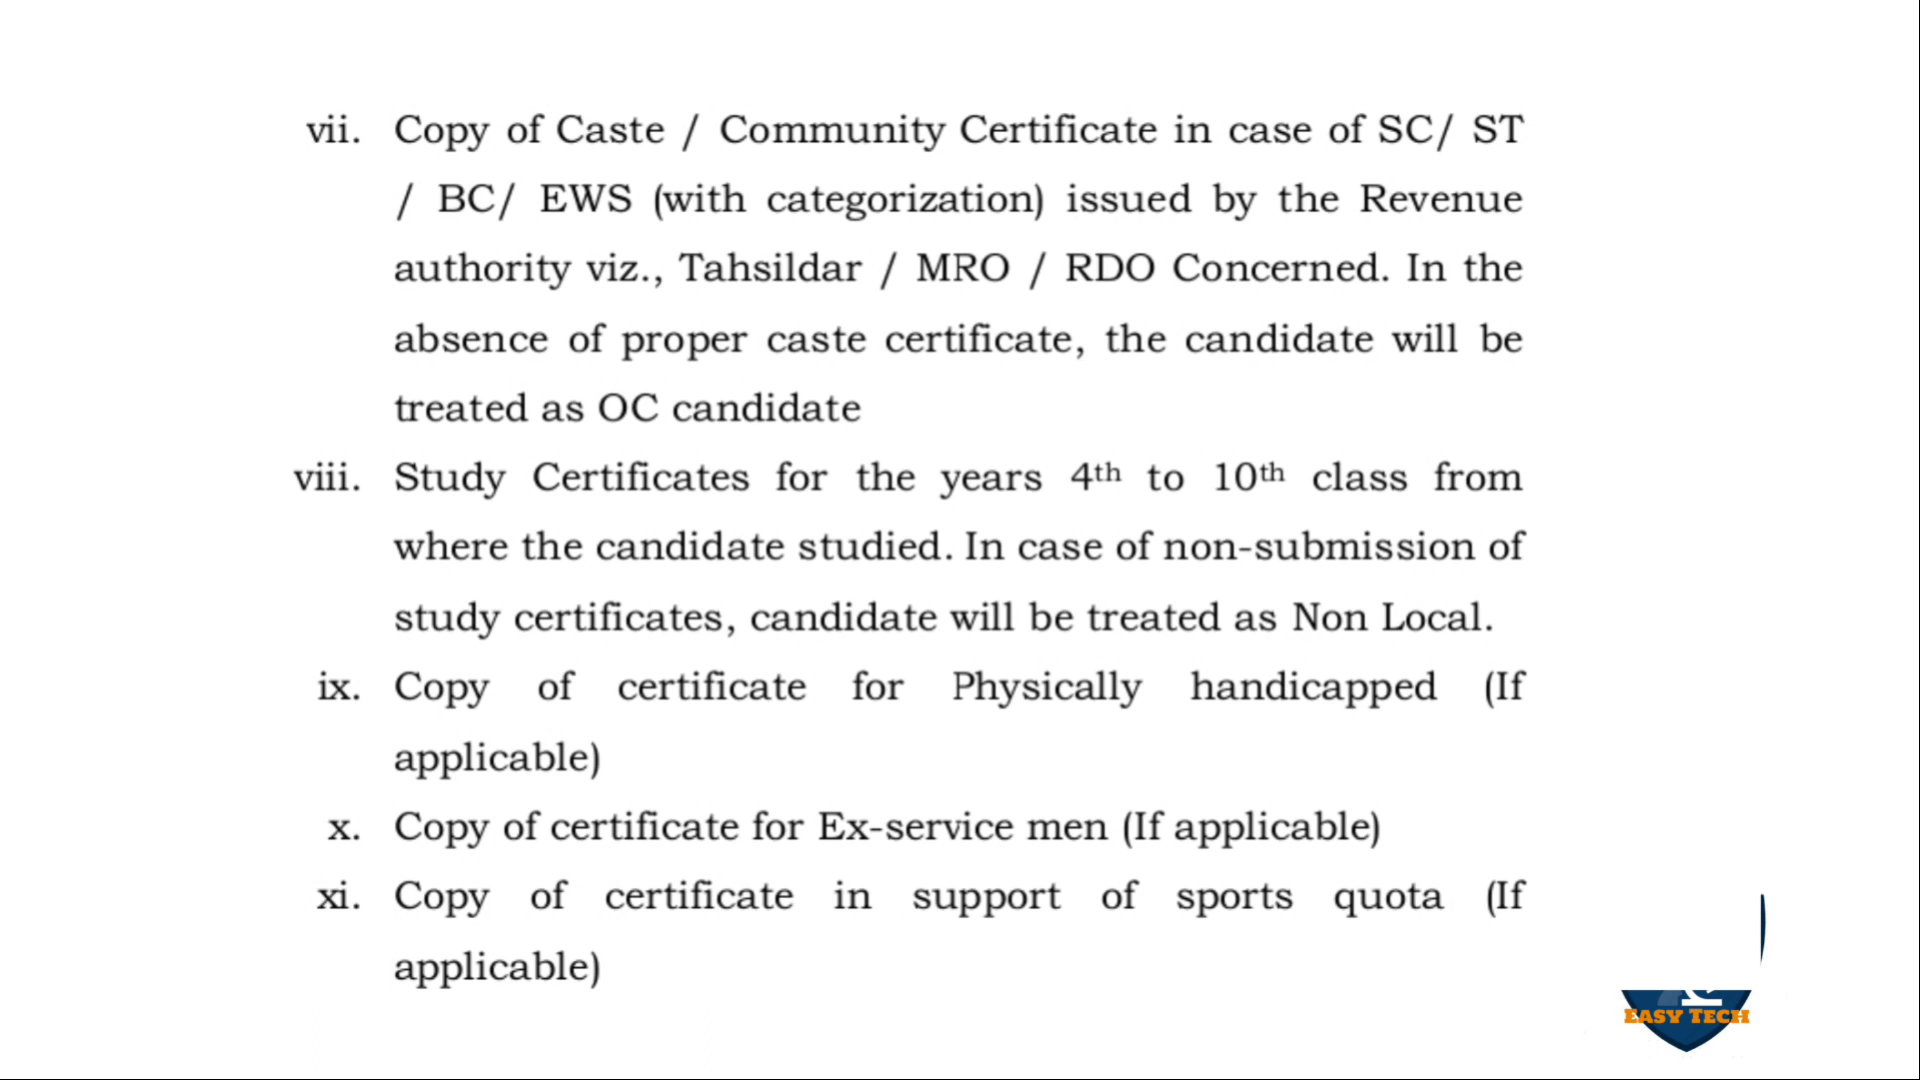 vii. Copy of Caste / Community Certificate in case of SC/ ST
/ BC/ EWS (with categorization) issued by the Revenue
authority viz., Tahsildar / MRO / RDO Concerned. In the
absence of proper caste certificate, the candidate will be
treated as OC candidate
viii. Study Certificates for the years 4th to 10th class from
where the candidate studied. In case of non-submission of
study certificates, candidate will be treated as Non Local.
ix. Copy of certificate for Physically handicapped (If
applicable)
x. Copy of certificate for Ex-service men (If applicable)
xi. Copy of certificate in support of sports quota (If
applicable)
EASY TECH